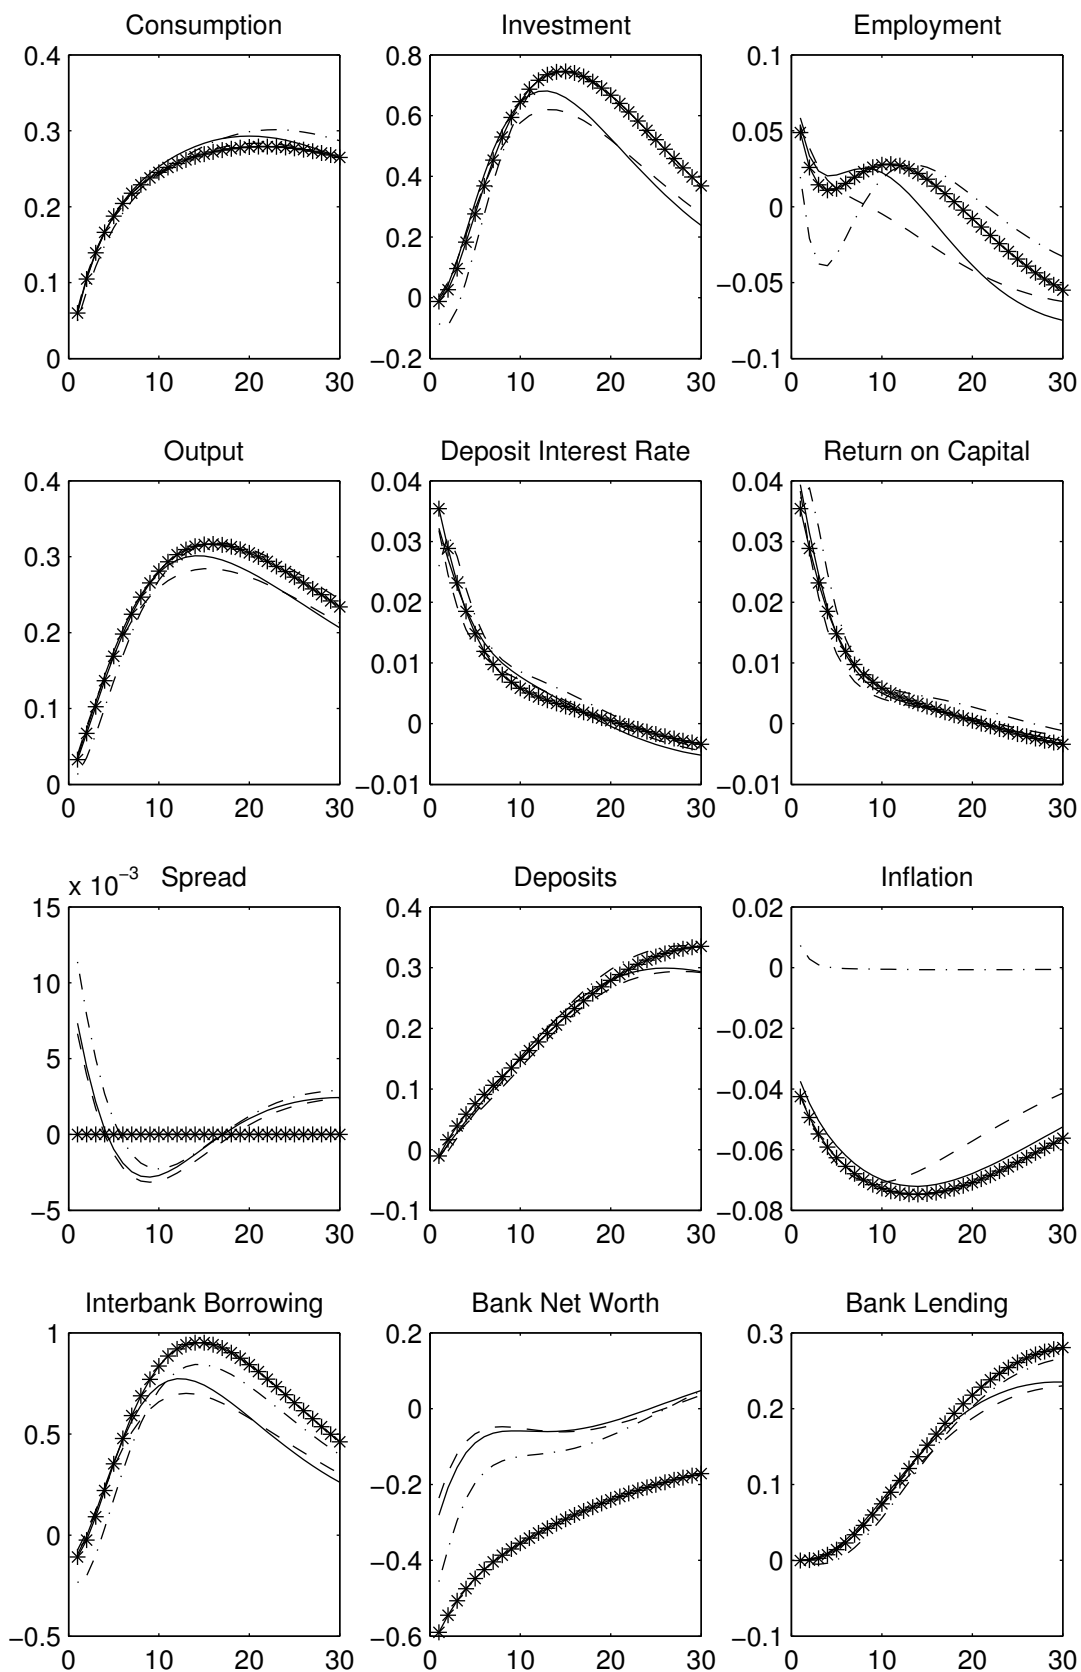 Consumption
Investment
Employment
0.4
0.3
0.2
0.1
0
0 10 20 30
0.8
0.6
0.4
0.2
0
−0.2
0 10 20 30
0.1
0.05
0
−0.05
−0.1
0 10 20 30
Output
Deposit Interest Rate
Return on Capital
0.4
0.3
0.2
0.1
0
0 10 20 30
0.04
0.03
0.02
0.01
0
−0.01
0 10 20 30
0.04
0.03
0.02
0.01
0
−0.01
0 10 20 30
x 10−3 Spread
Deposits
Inflation
15
10
5
0
−5
0 10 20 30
0.4
0.3
0.2
0.1
0
−0.1
0 10 20 30
0.02
0
−0.02
−0.04
−0.06
−0.08
0 10 20 30
Interbank Borrowing
Bank Net Worth
Bank Lending
1
0.5
0
−0.5
0 10 20 30
0.2
0
−0.2
−0.4
−0.6
0 10 20 30
0.3
0.2
0.1
0
−0.1
0 10 20 30